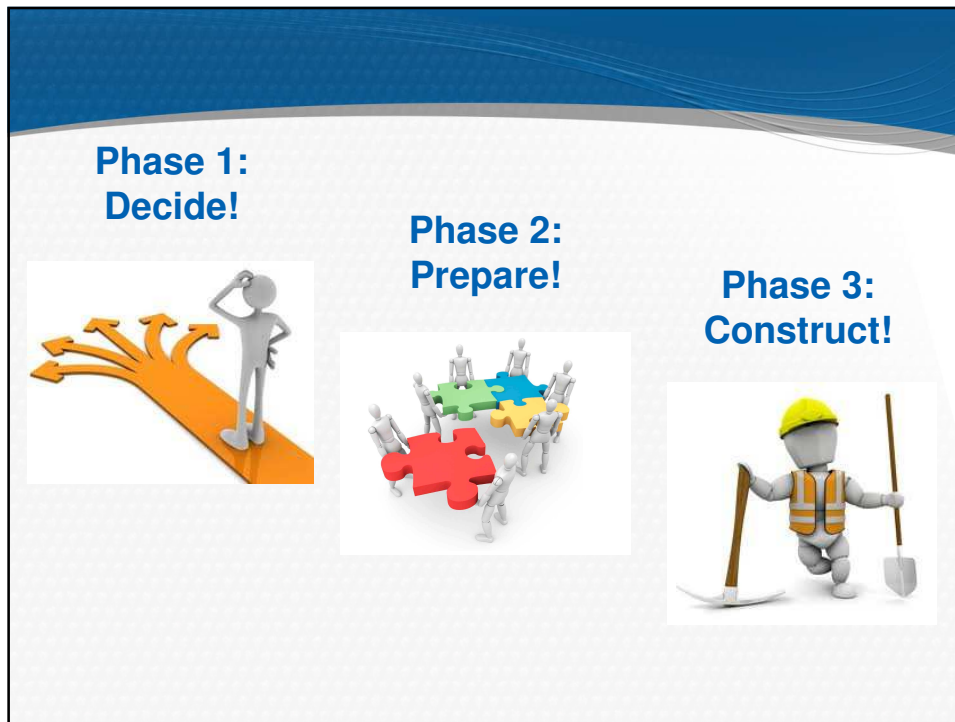 Phase 1:
Decide!
Phase 2:
Prepare!
Phase 3:
Construct!